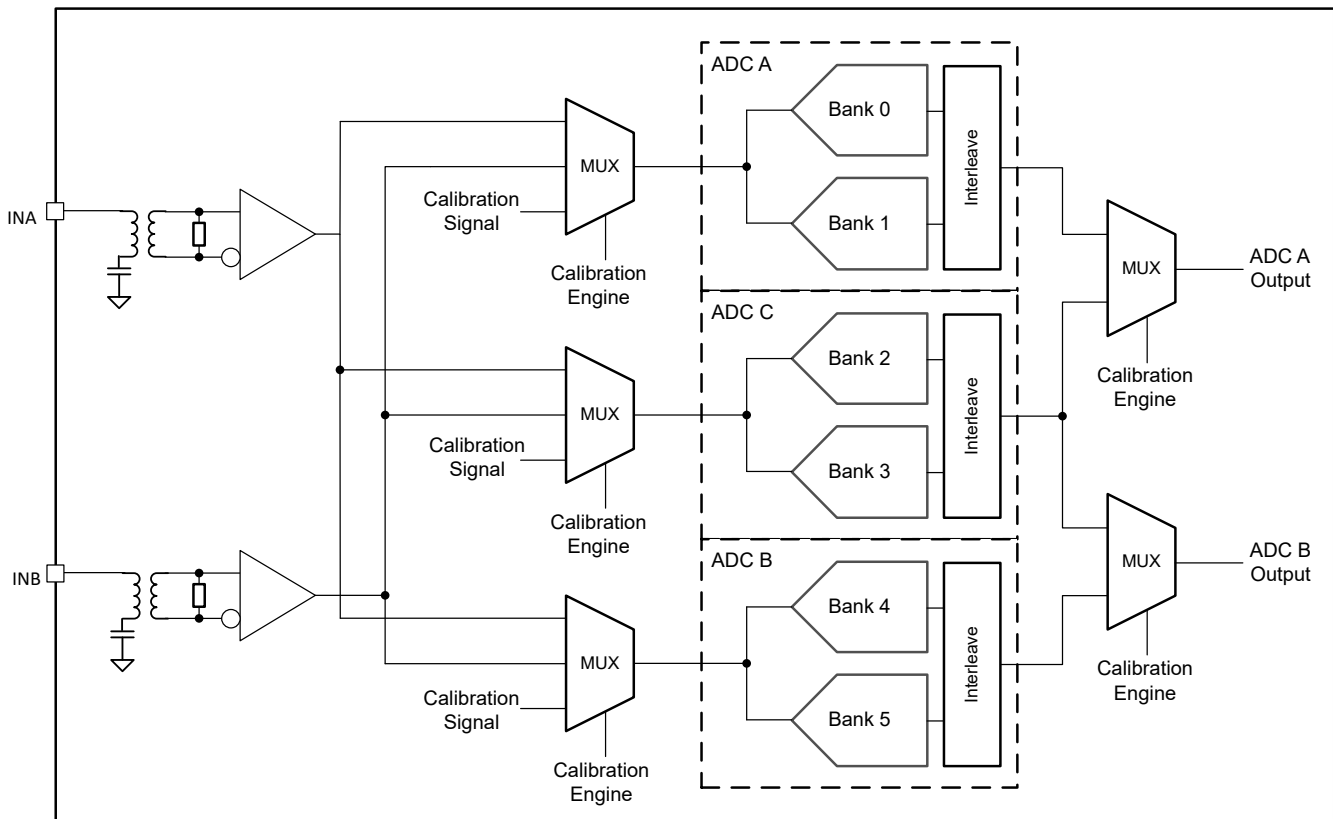 ADC A
Bank 0
Bank 1
Interleave
MUX
Calibration
Signal
Calibration
Engine
INA
MUX
ADC A
Output
Calibration
Engine
ADC C
Bank 2
Bank 3
Interleave
MUX
Calibration
Signal
Calibration
Engine
ADC B
Bank 4
Bank 5
Interleave
MUX
Calibration
Signal
Calibration
Engine
INB
MUX
ADC B
Output
Calibration
Engine